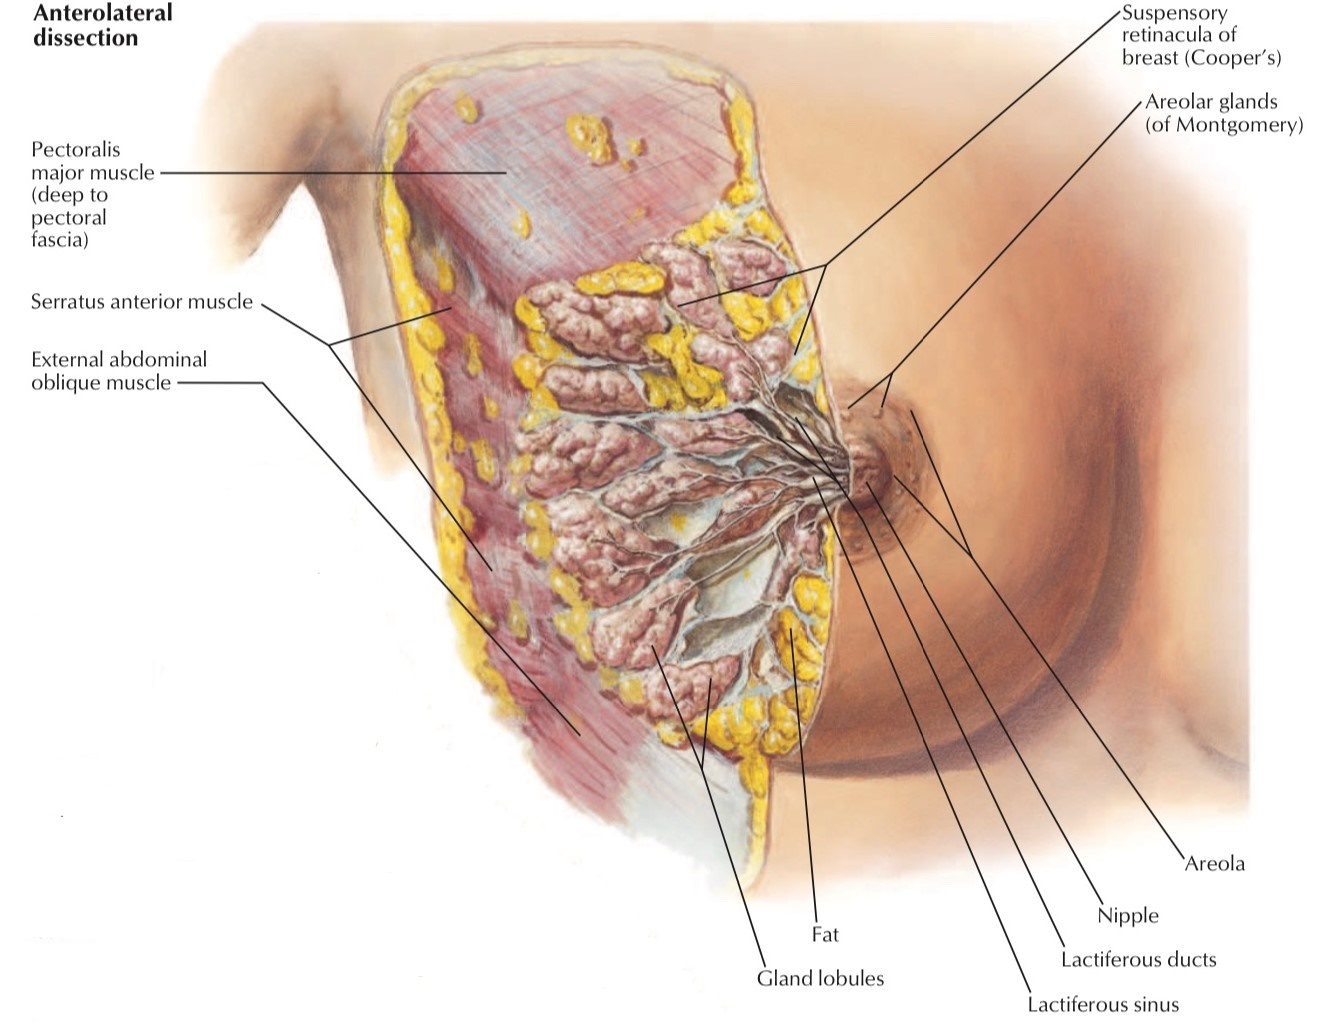 Anterolateral
dissection
Suspensory
retinacula of
breast (Cooper's)
Areolar glands
(of Montgomery)
Pectoralis
major muscle
(deep to
pectoral
fascia)
Serratus anterior muscle
External abdominal
oblique muscle
Areola
Nipple
Fat
Lactiferous ducts
Gland lobules
Lactiferous sinus